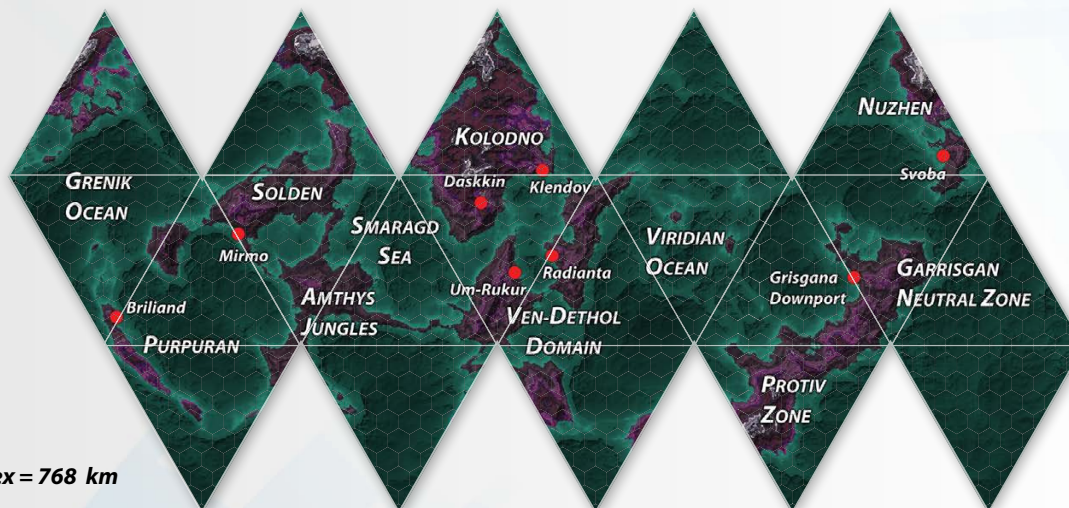 NUZHEN
KOLODNO
Svoba
GRENIK
OCEAN
SOLDEN
Daskkin
Klendov
SMARAGD
SEA
VIRIDIAN
OCEAN
Mirmo
Um-Rukur
Radianta
Grisgana
Downport
GARRISGAN
NEUTRAL ZONE
Briliand
AMTHYS
JUNGLES
VEN-DETHOL
DOMAIN
PURPURAN
PROTIV
ZONE
ex = 768 km